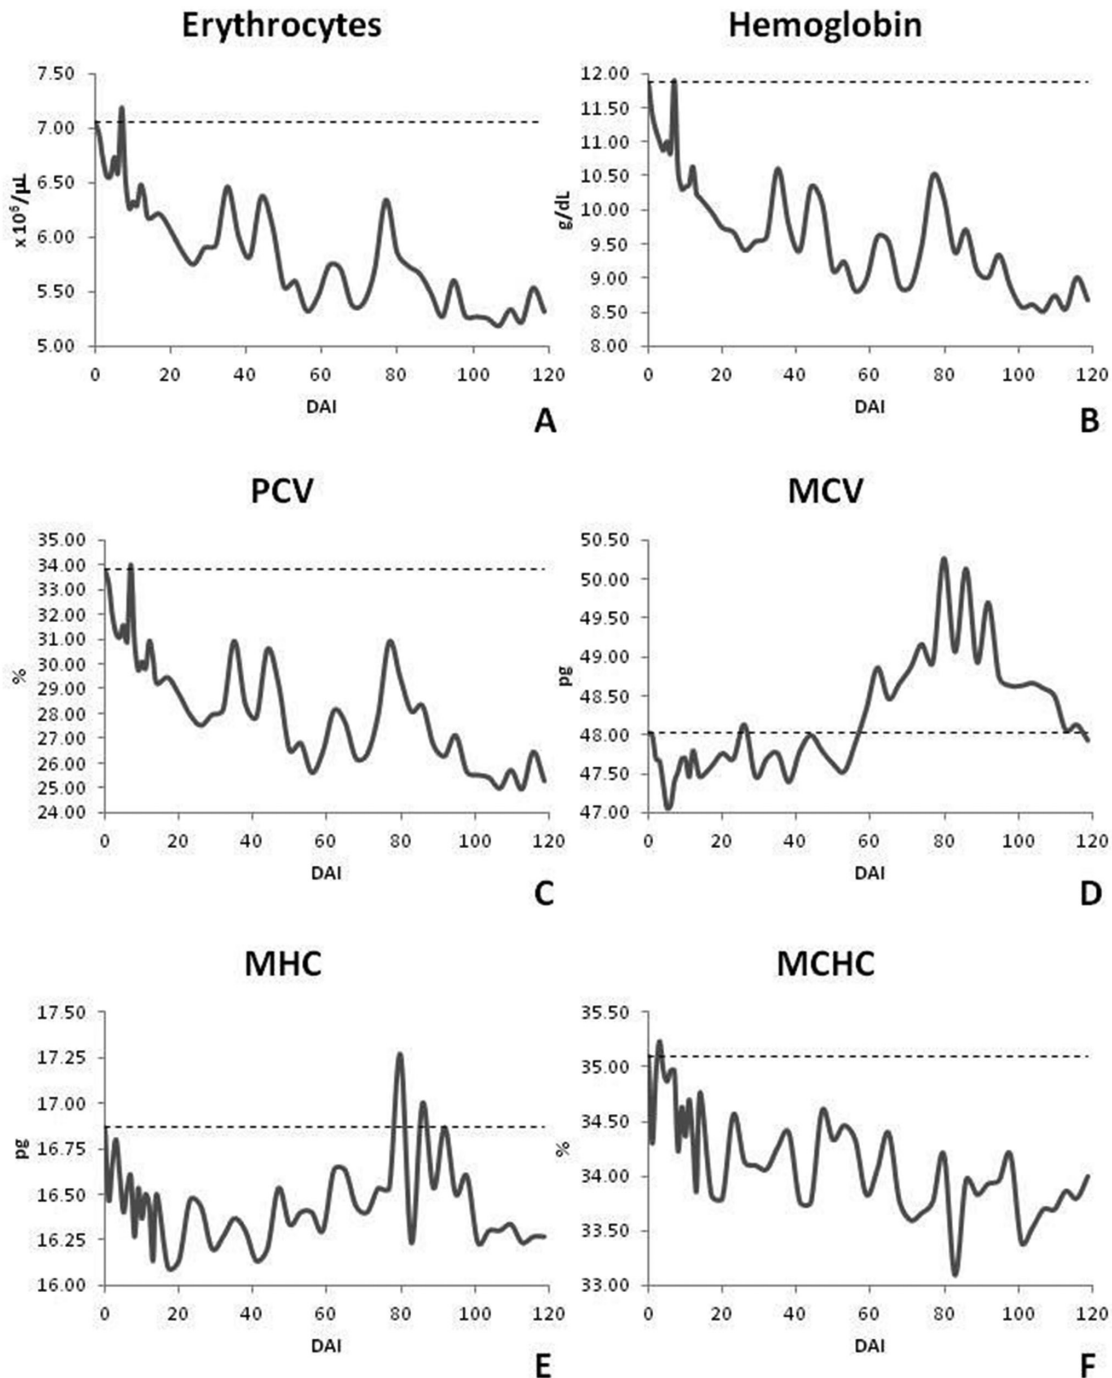 Erythrocytes
7.50
7.00
6.50
6.00
5.50
5.00
x 10⁶/µL
0 20 40 60 80 100 120
DAI
A
Hemoglobin
12.00
11.50
11.00
10.50
10.00
9.50
9.00
8.50
8.00
g/dL
0 20 40 60 80 100 120
DAI
B
PCV
35.00
34.00
33.00
32.00
31.00
30.00
29.00
28.00
27.00
26.00
25.00
24.00
%
0 20 40 60 80 100 120
DAI
C
MCV
50.50
50.00
49.50
49.00
48.50
48.00
47.50
47.00
pg
0 20 40 60 80 100 120
DAI
D
MHC
17.50
17.25
17.00
16.75
16.50
16.25
16.00
pg
0 20 40 60 80 100 120
DAI
E
MCHC
35.50
35.00
34.50
34.00
33.50
33.00
%
0 20 40 60 80 100 120
DAI
F